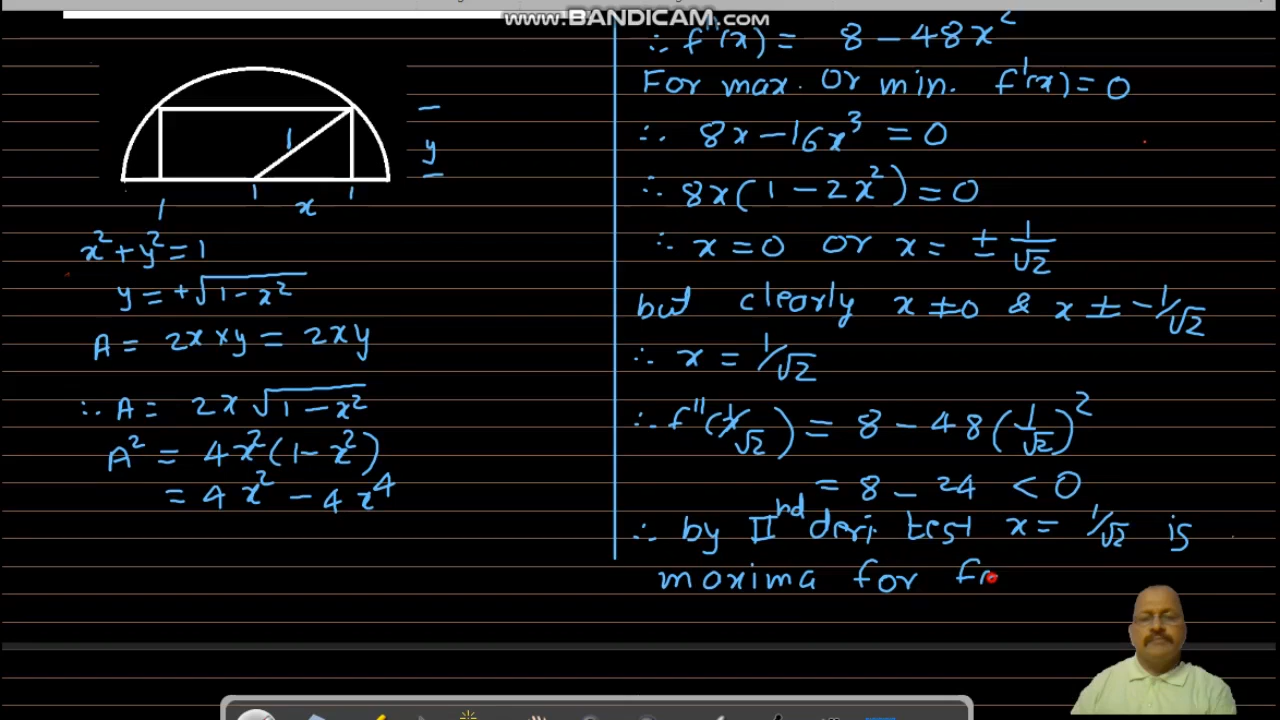 www.BANDICAM.com
1
y
1 x 1
1
x² + y² = 1
y = +√(1 - x²)
A = 2x × y = 2xy
∴ A = 2x √(1 - x²)
A² = 4x²(1 - x²)
= 4x² - 4x⁴
∴ f''(x) = 8 - 48x²
For max. or min. f'(x) = 0
∴ 8x - 16x³ = 0
∴ 8x(1 - 2x²) = 0
∴ x = 0 or x = ± 1/√2
but clearly x ≠ 0 & x ≠ -1/√2
∴ x = 1/√2
∴ f''(1/√2) = 8 - 48(1/√2)²
= 8 - 24 < 0
∴ by IInd deri test x = 1/√2 is
moxima for